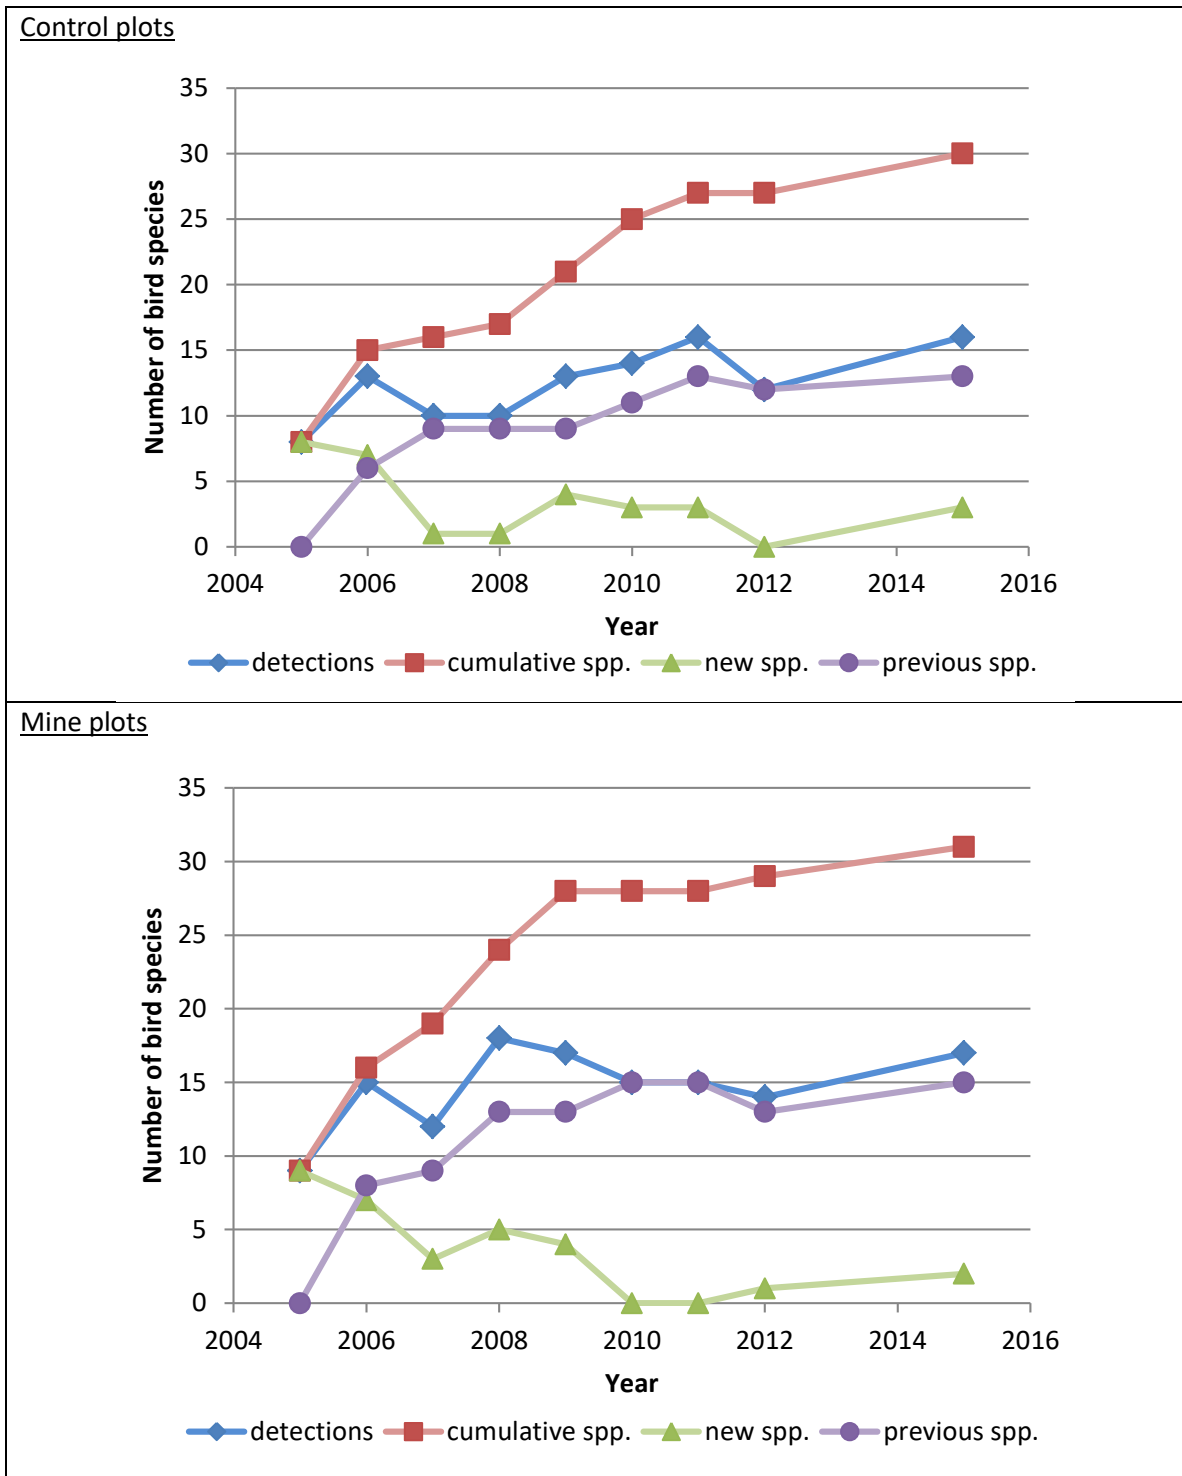 Control plots
35
30
25
20
15
10
5
0
Number of bird species
2004 2006 2008 2010 2012 2014 2016
Year
detections cumulative spp. new spp. previous spp.
Mine plots
35
30
25
20
15
10
5
0
Number of bird species
2004 2006 2008 2010 2012 2014 2016
Year
detections cumulative spp. new spp. previous spp.